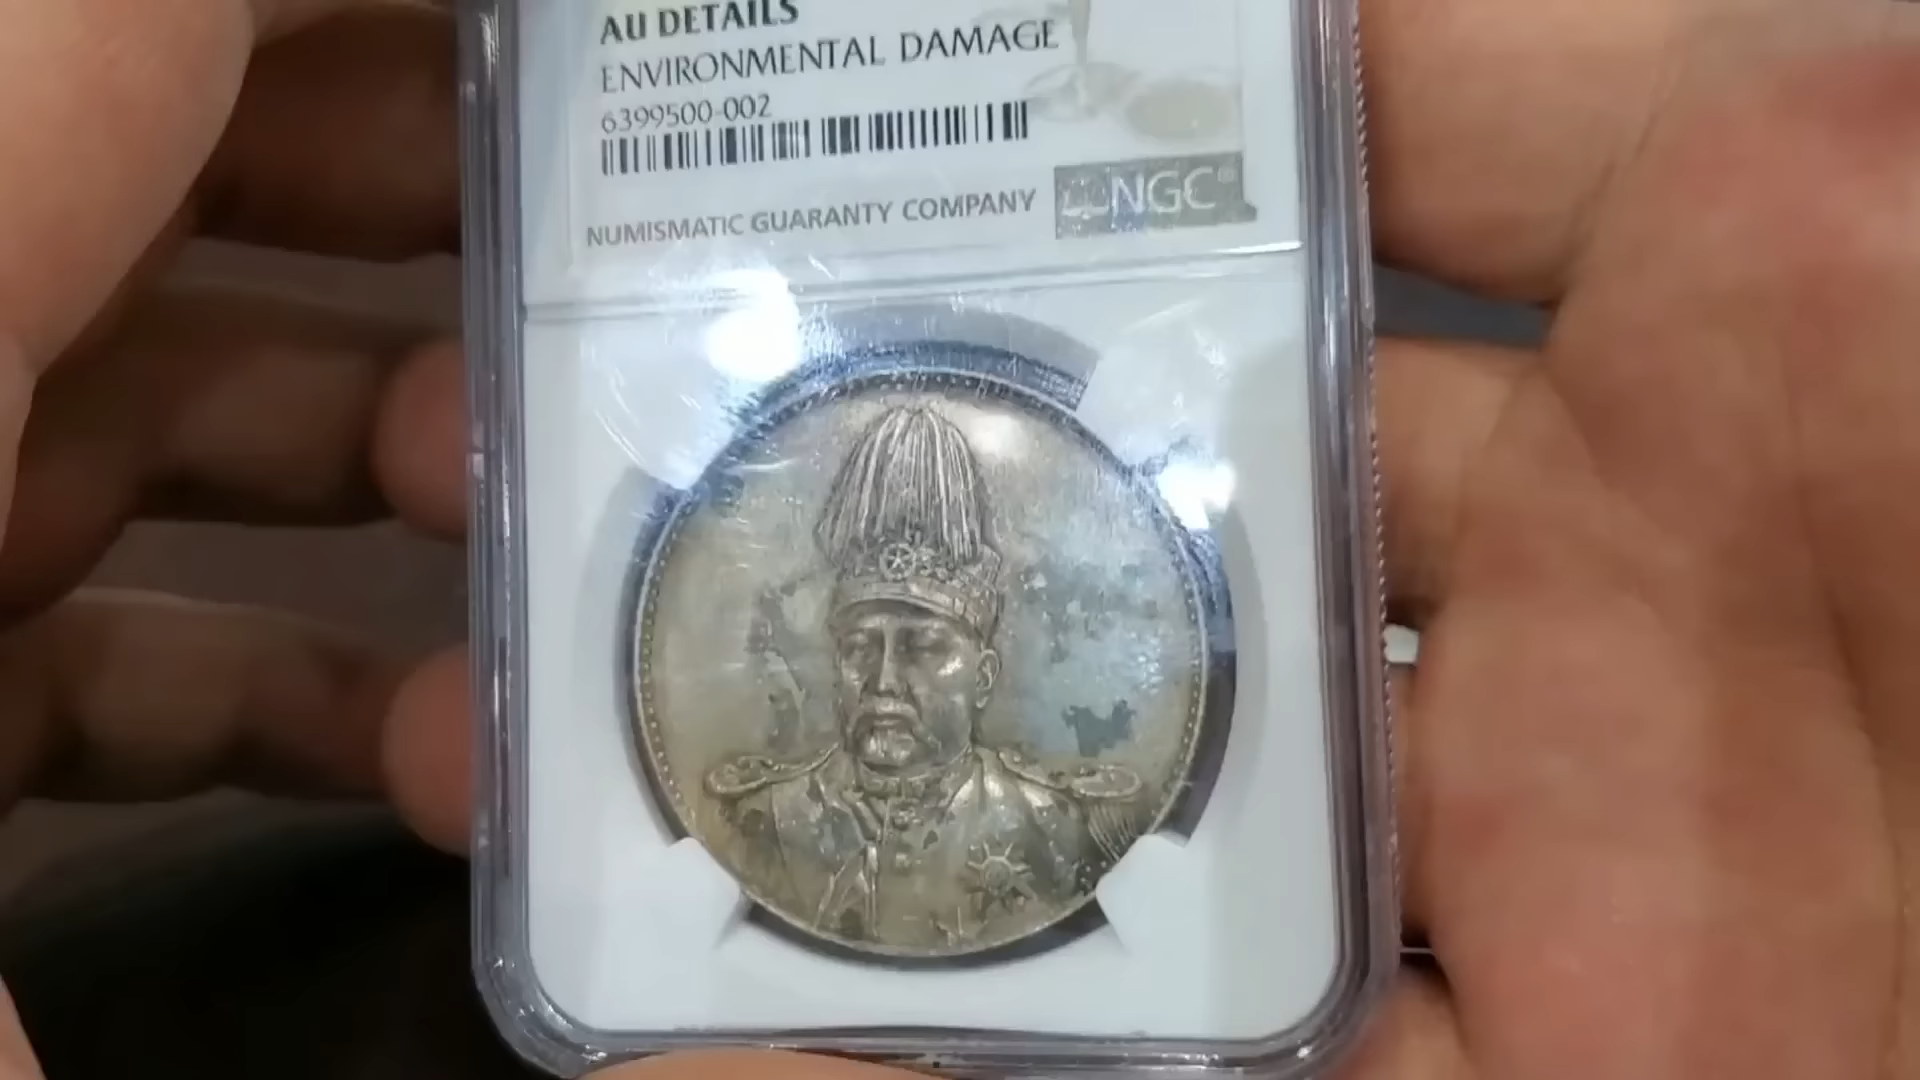 AU DETAILS
ENVIRONMENTAL DAMAGE
6399500-002
NUMISMATIC GUARANTY COMPANY
NGC®